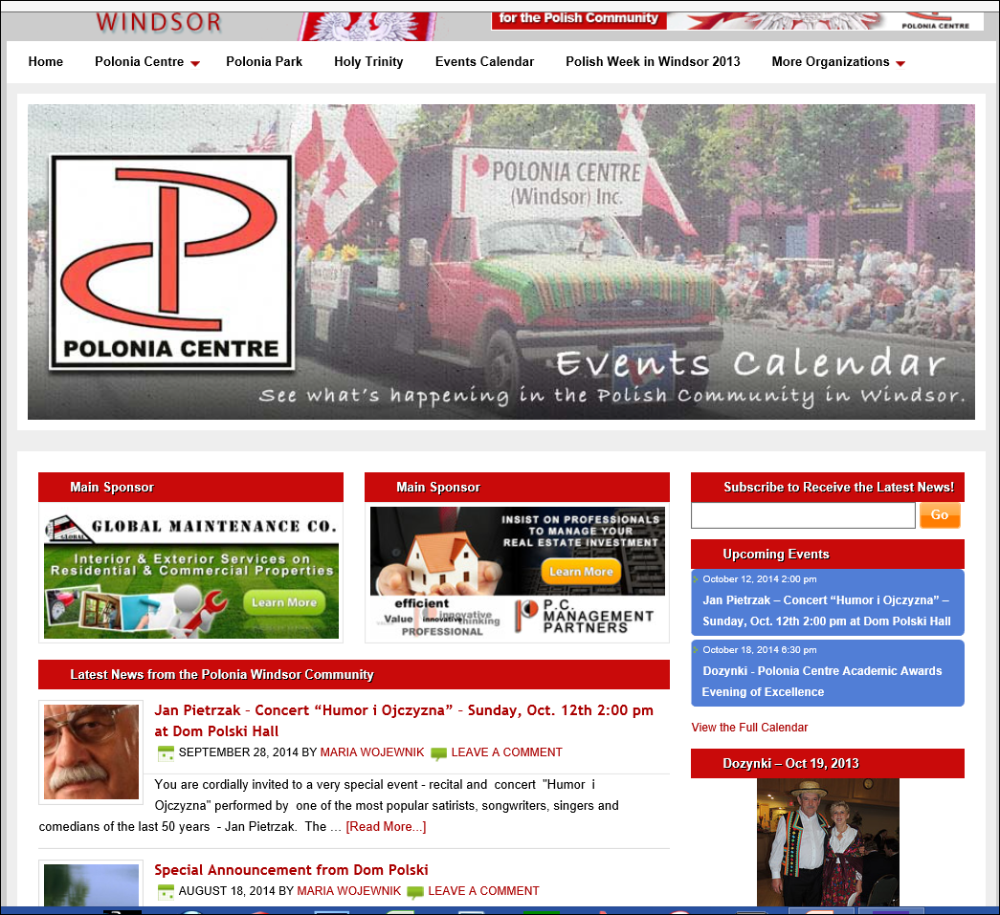 WINDSOR
for the Polish Community
POLONIA CENTRE
Home
Polonia Centre
Polonia Park
Holy Trinity
Events Calendar
Polish Week in Windsor 2013
More Organizations
POLONIA CENTRE
(Windsor) Inc.
POLONIA CENTRE
Events Calendar
See what's happening in the Polish Community in Windsor.
Main Sponsor
GLOBAL
GLOBAL MAINTENANCE CO.
Interior & Exterior Services on
Residential & Commercial Properties
Learn More
Main Sponsor
INSIST ON PROFESSIONALS
TO MANAGE YOUR
REAL ESTATE INVESTMENT
Learn More
efficient
Value
innovative
innovative
thinking
PROFESSIONAL
P.C.
MANAGEMENT
PARTNERS
Subscribe to Receive the Latest News!
Go
Upcoming Events
October 12, 2014 2:00 pm
Jan Pietrzak – Concert “Humor i Ojczyzna” –
Sunday, Oct. 12th 2:00 pm at Dom Polski Hall
October 18, 2014 6:30 pm
Dozynki - Polonia Centre Academic Awards
Evening of Excellence
View the Full Calendar
Dozynki – Oct 19, 2013
Latest News from the Polonia Windsor Community
Jan Pietrzak – Concert “Humor i Ojczyzna” – Sunday, Oct. 12th 2:00 pm
at Dom Polski Hall
SEPTEMBER 28, 2014 BY MARIA WOJEWNIK LEAVE A COMMENT
You are cordially invited to a very special event - recital and concert "Humor i
Ojczyzna" performed by one of the most popular satirists, songwriters, singers and
comedians of the last 50 years - Jan Pietrzak. The … [Read More...]
Special Announcement from Dom Polski
AUGUST 18, 2014 BY MARIA WOJEWNIK LEAVE A COMMENT